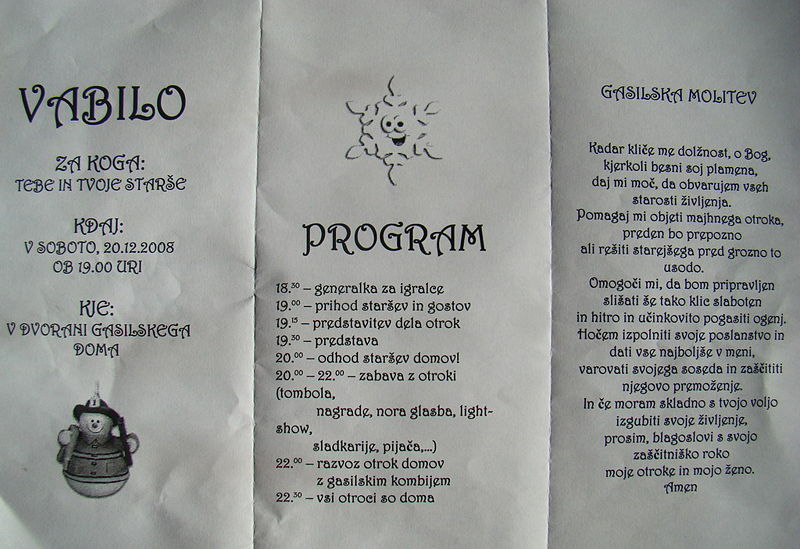 VABILO
ZA KOGA:
TEBE IN TVOJE STARŠE
KDAJ:
V SOBOTO, 20.12.2008
OB 19.00 URI
KJE:
V DVORANI GASILSKEGA
DOMA
PROGRAM
18.30 – generalka za igralce
19.00 – prihod staršev in gostov
19.15 – predstavitev dela otrok
19.30 – predstava
20.00 – odhod staršev domov!
20.00 – 22.00 – zabava z otroki
(tombola,
nagrade, nora glasba, light-
show,
sladkarije, pijača,...)
22.00 – razvoz otrok domov
z gasilskim kombijem
22.30 – vsi otroci so doma
GASILSKA MOLITEV
Kadar kliče me dolžnost, o Bog,
kjerkoli besni soj plamena,
daj mi moč, da obvarujem vseh
starosti življenja.
Pomagaj mi objeti majhnega otroka,
preden bo prepozno
ali rešiti starejšega pred grozno to
usodo.
Omogoči mi, da bom pripravljen
slišati še tako klic slaboten
in hitro in učinkovito pogasiti ogenj.
Hočem izpolniti svoje poslanstvo in
dati vse najboljše v meni,
varovati svojega soseda in zaščititi
njegovo premoženje.
In če moram skladno s tvojo voljo
izgubiti svoje življenje,
prosim, blagoslovi s svojo
zaščitniško roko
moje otroke in mojo ženo.
Amen